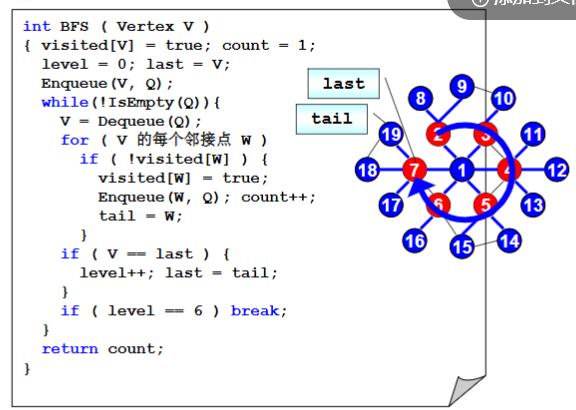 添加到
int BFS ( Vertex V )
{ visited[V] = true; count = 1;
level = 0; last = V;
Enqueue(V, Q);
while(!IsEmpty(Q)){
V = Dequeue(Q);
for ( V 的每个邻接点 W )
if ( !visited[W] ) {
visited[W] = true;
Enqueue(W, Q); count++;
tail = W;
}
if ( V == last ) {
level++; last = tail;
}
if ( level == 6 ) break;
}
return count;
}
last
tail
9
8
10
19
2
3
11
18
7
1
4
12
17
6
5
13
16
15
14